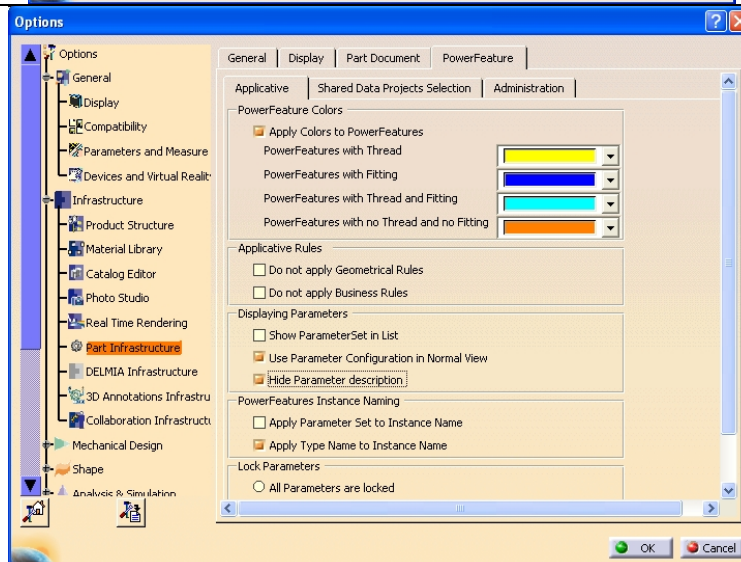 Options
Options
General
Display
Compatibility
Parameters and Measure
Devices and Virtual Realit
Infrastructure
Product Structure
Material Library
Catalog Editor
Photo Studio
Real Time Rendering
Part Infrastructure
DELMIA Infrastructure
3D Annotations Infrastru
Collaboration Infrastructu
Mechanical Design
Shape
Analysis & Simulation
General Display Part Document PowerFeature
Applicative Shared Data Projects Selection Administration
PowerFeature Colors
Apply Colors to PowerFeatures
PowerFeatures with Thread
PowerFeatures with Fitting
PowerFeatures with Thread and Fitting
PowerFeatures with no Thread and no Fitting
Applicative Rules
Do not apply Geometrical Rules
Do not apply Business Rules
Displaying Parameters
Show ParameterSet in List
Use Parameter Configuration in Normal View
Hide Parameter description
PowerFeatures Instance Naming
Apply Parameter Set to Instance Name
Apply Type Name to Instance Name
Lock Parameters
All Parameters are locked
OK Cancel